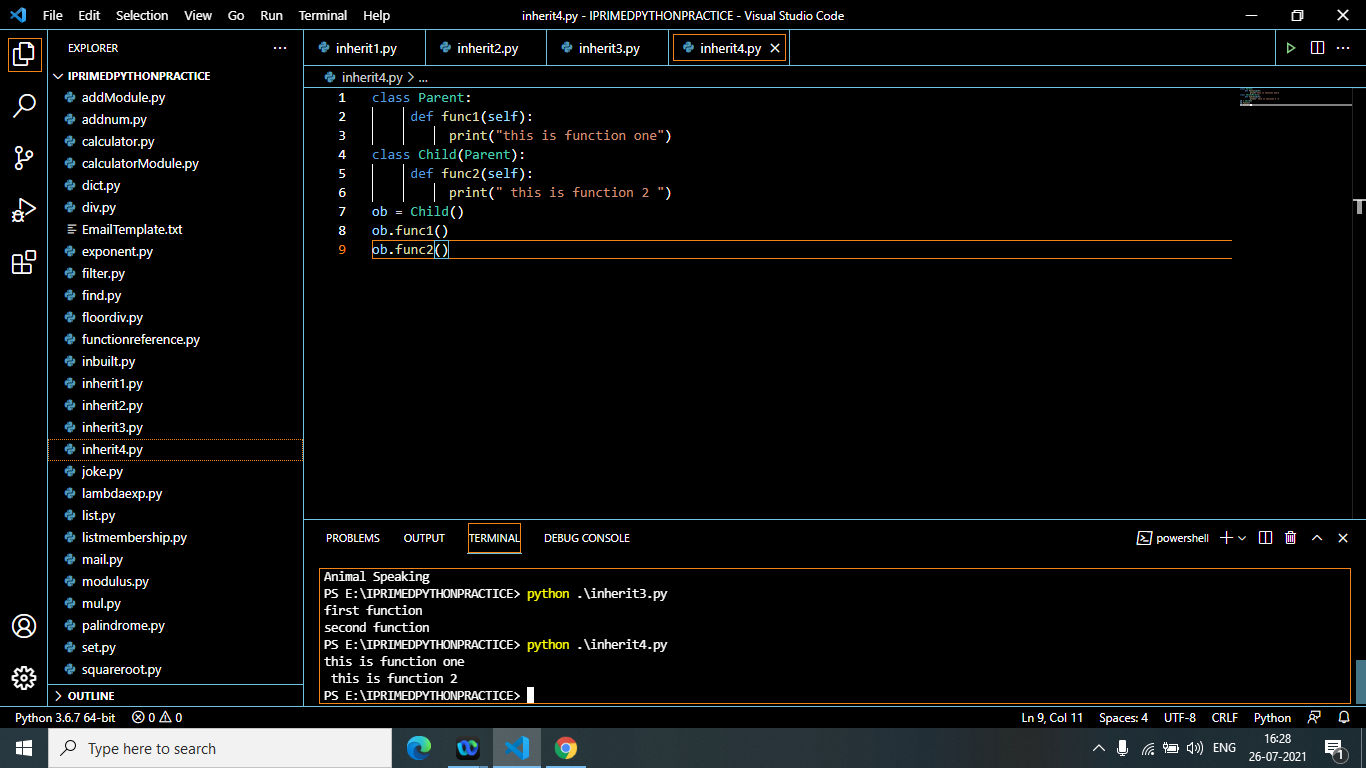 File Edit Selection View Go Run Terminal Help inherit4.py - IPRIMEDPYTHONPRACTICE - Visual Studio Code
EXPLORER
IPRIMEDPYTHONPRACTICE
addModule.py
addnum.py
calculator.py
calculatorModule.py
dict.py
div.py
EmailTemplate.txt
exponent.py
filter.py
find.py
floordiv.py
functionreference.py
inbuilt.py
inherit1.py
inherit2.py
inherit3.py
inherit4.py
joke.py
lambdaexp.py
list.py
listmembership.py
mail.py
modulus.py
mul.py
palindrome.py
set.py
squareroot.py
OUTLINE
inherit1.py inherit2.py inherit3.py inherit4.py
inherit4.py > ...
1 class Parent:
2 def func1(self):
3 print("this is function one")
4 class Child(Parent):
5 def func2(self):
6 print(" this is function 2 ")
7 ob = Child()
8 ob.func1()
9 ob.func2()
PROBLEMS OUTPUT TERMINAL DEBUG CONSOLE powershell
Animal Speaking
PS E:\IPRIMEDPYTHONPRACTICE> python .\inherit3.py
first function
second function
PS E:\IPRIMEDPYTHONPRACTICE> python .\inherit4.py
this is function one
 this is function 2
PS E:\IPRIMEDPYTHONPRACTICE>
Python 3.6.7 64-bit 0 0 Ln 9, Col 11 Spaces: 4 UTF-8 CRLF Python
Type here to search ENG 16:28
26-07-2021 1